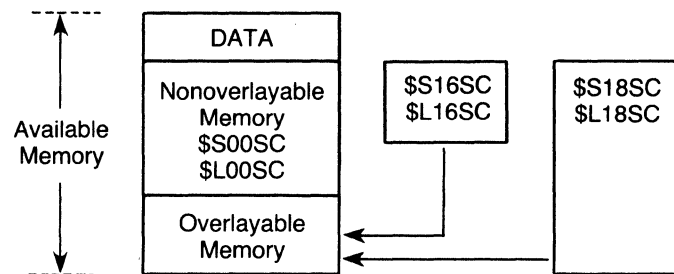 Available
Memory
DATA
Nonoverlayable
Memory
$S00SC
$L00SC
Overlayable
Memory
$S16SC
$L16SC
$S18SC
$L18SC